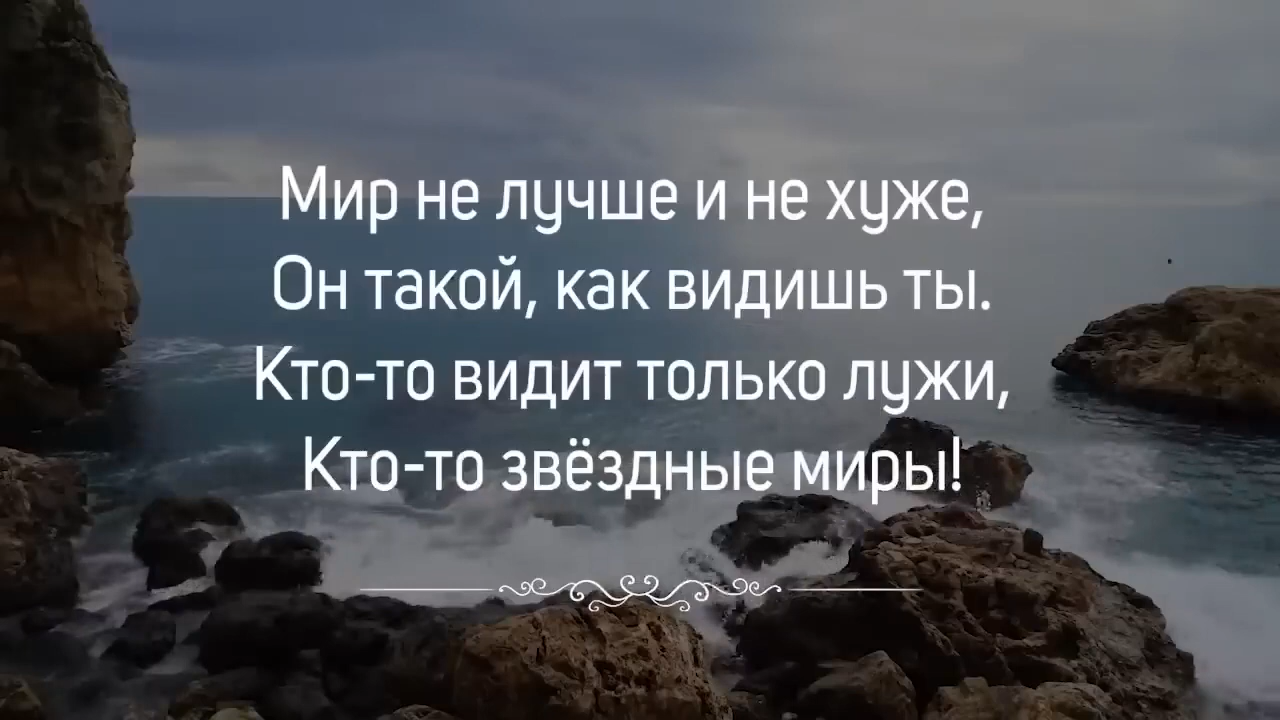 Мир не лучше и не хуже,
Он такой, как видишь ты.
Кто-то видит только лужи,
Кто-то звёздные миры!